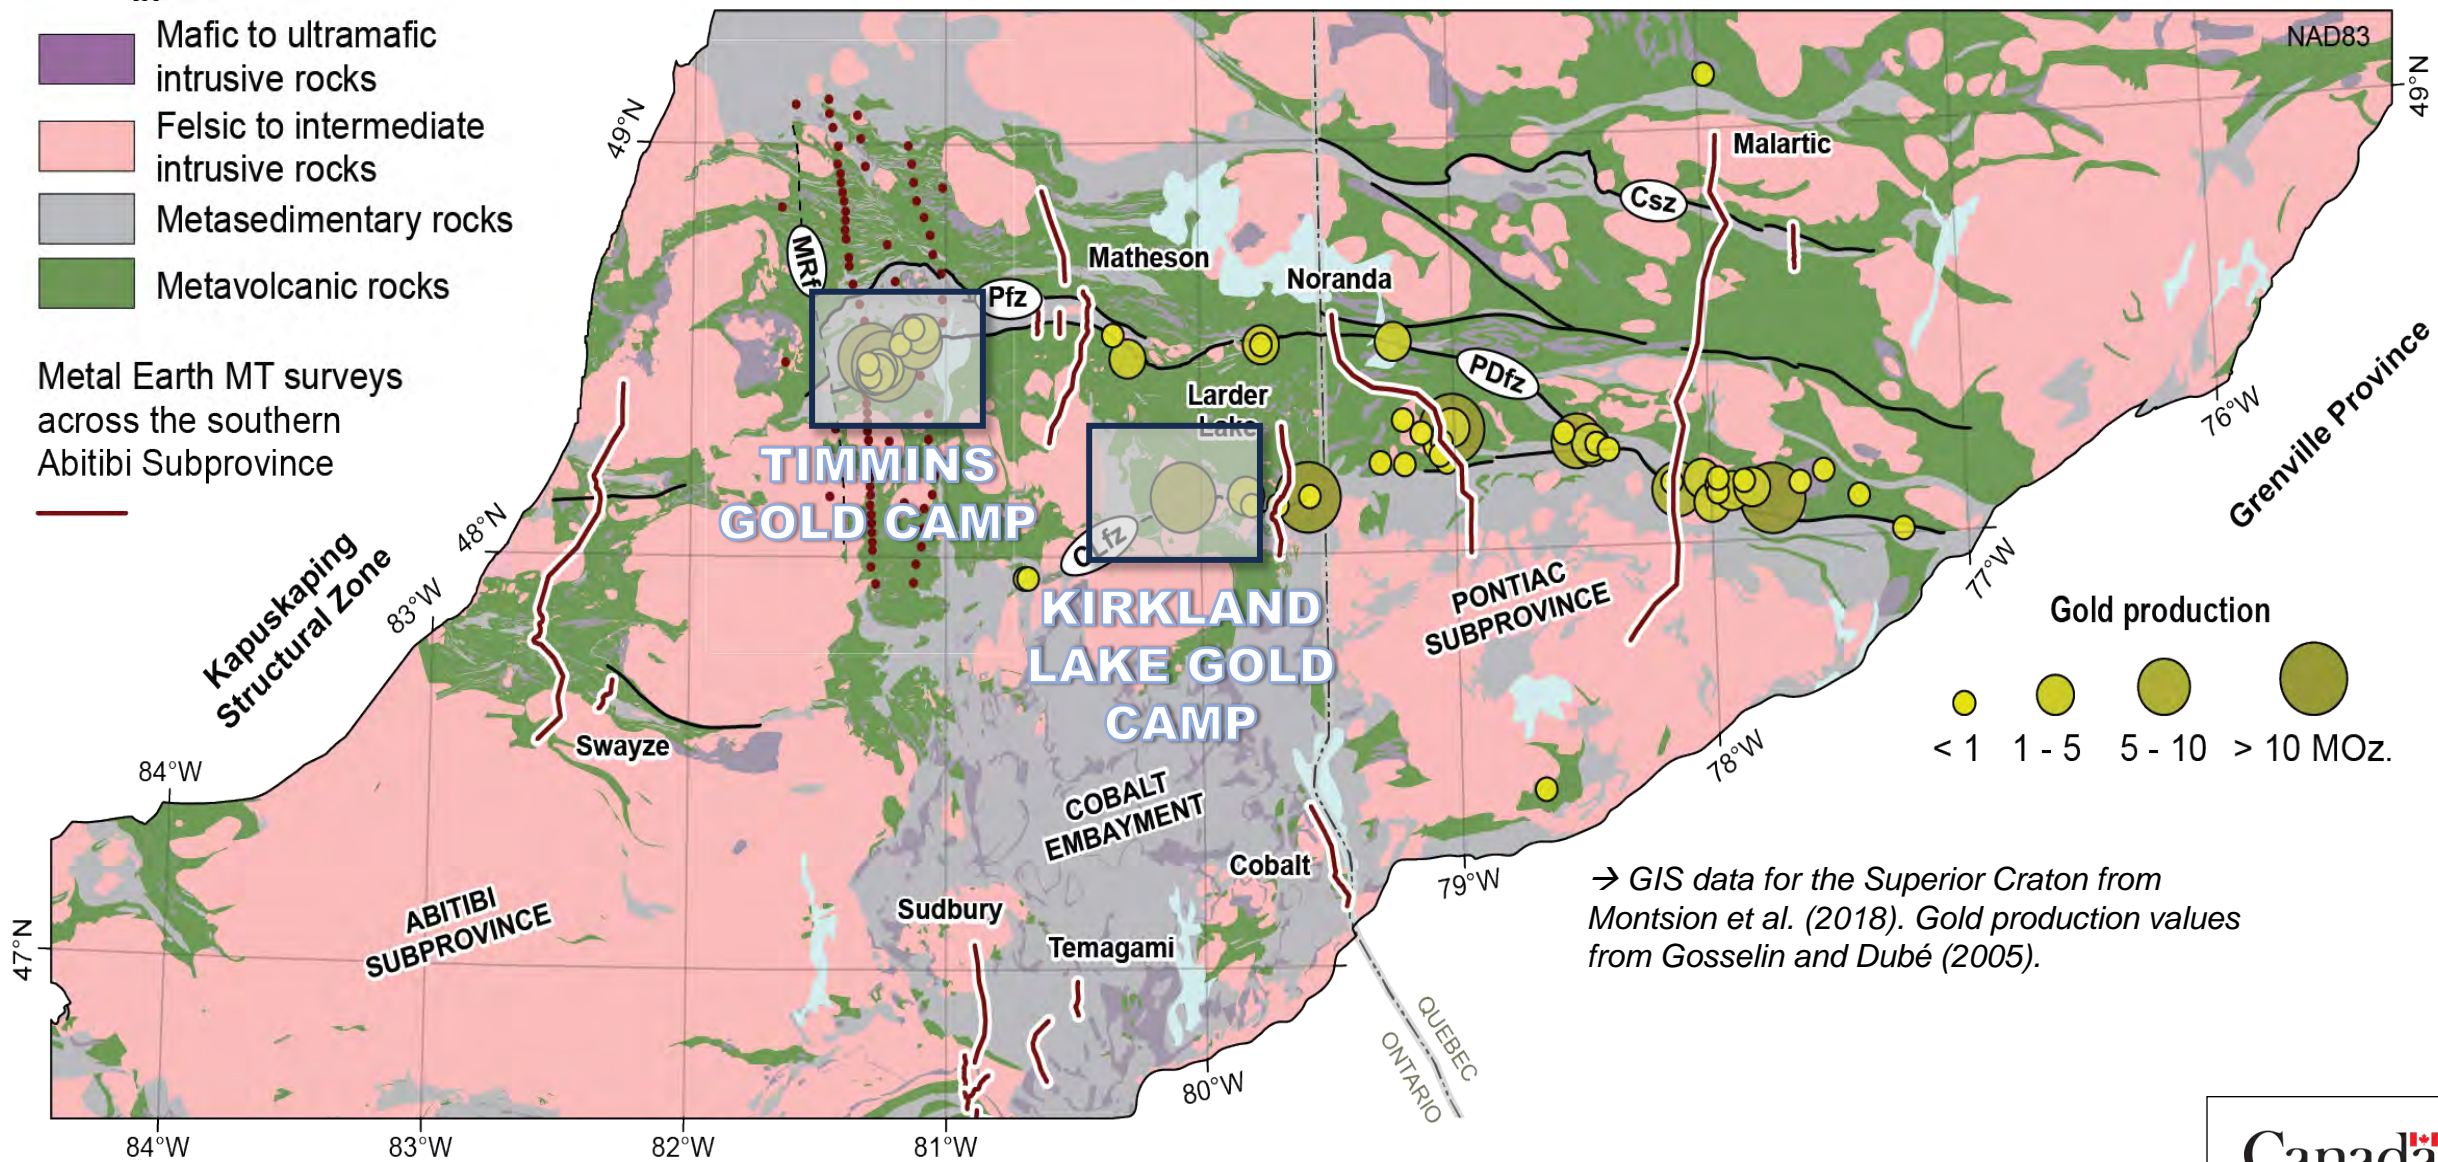 Mafic to ultramafic
intrusive rocks
Felsic to intermediate
intrusive rocks
Metasedimentary rocks
Metavolcanic rocks
Metal Earth MT surveys
across the southern
Abitibi Subprovince
NAD83
49°N
49°N
Malartic
Csz
MRf
Matheson
Noranda
Pfz
PDfz
Larder
Lake
TIMMINS
GOLD CAMP
Lfz
48°N
83°W
Kapuskaping
Structural Zone
KIRKLAND
LAKE GOLD
CAMP
PONTIAC
SUBPROVINCE
76°W
77°W
Grenville Province
Gold production
< 1
1 - 5
5 - 10
> 10 MOz.
78°W
Swayze
84°W
COBALT
EMBAYMENT
Cobalt
79°W
→ GIS data for the Superior Craton from
Montsion et al. (2018). Gold production values
from Gosselin and Dubé (2005).
ABITIBI
SUBPROVINCE
Sudbury
Temagami
47°N
QUEBEC
ONTARIO
80°W
84°W
83°W
82°W
81°W
Canada